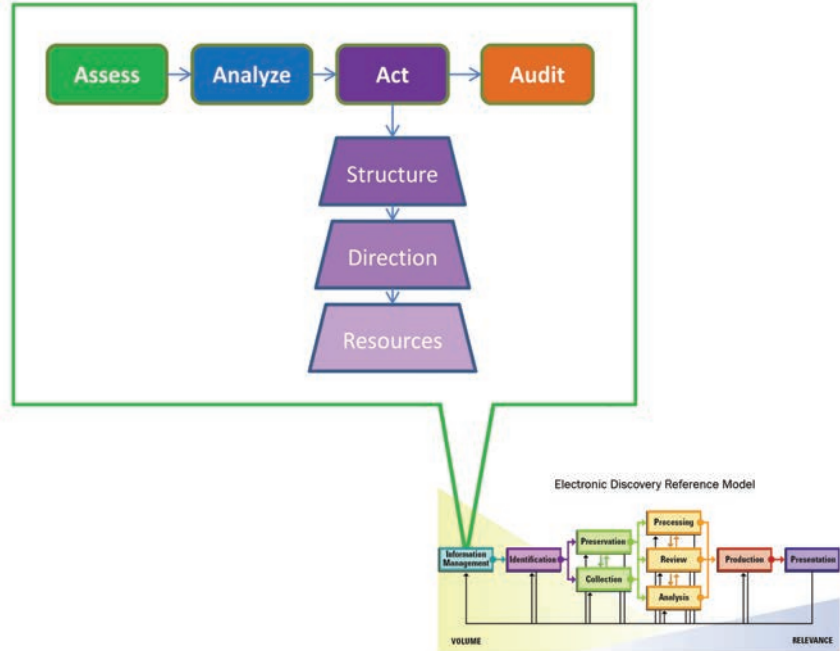 Assess
Analyze
Act
Audit
Structure
Direction
Resources
Electronic Discovery Reference Model
Information
Management
Identification
Preservation
Collection
Processing
Review
Analysis
Production
Presentation
VOLUME
RELEVANCE